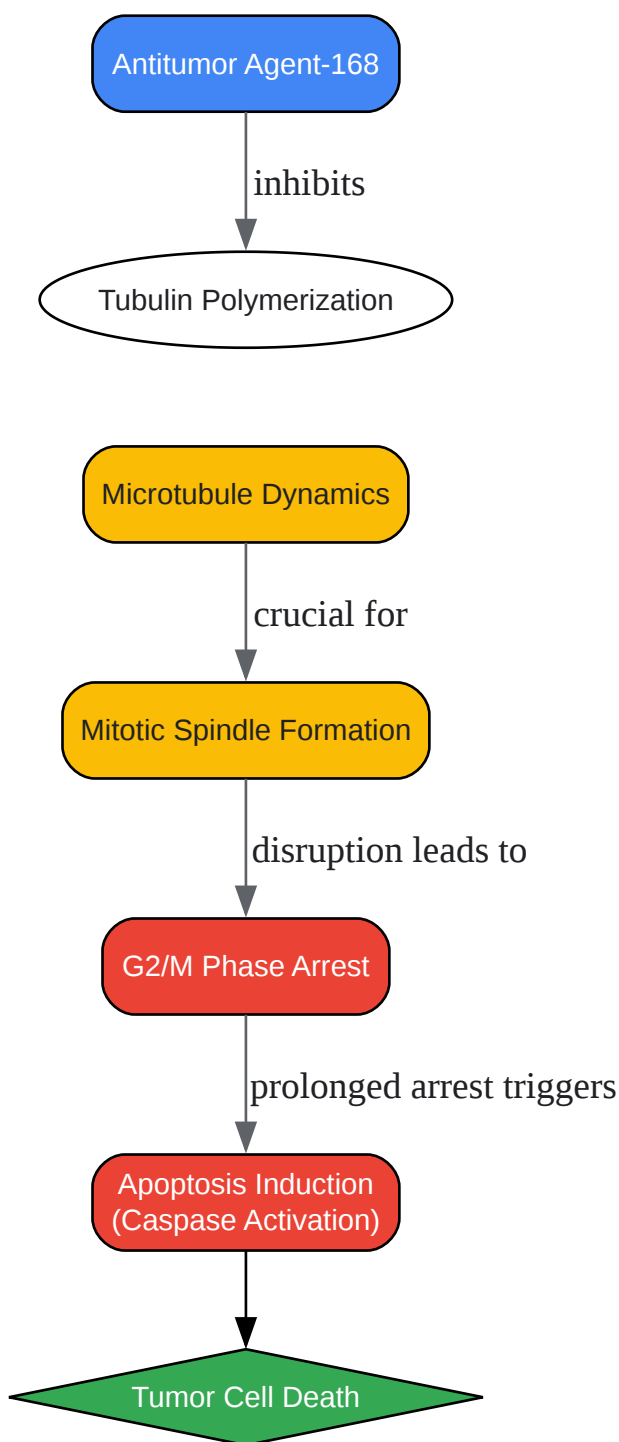 Antitumor Agent-168
inhibits
Tubulin Polymerization
Microtubule Dynamics
crucial for
Mitotic Spindle Formation
disruption leads to
G2/M Phase Arrest
prolonged arrest triggers
Apoptosis Induction
(Caspase Activation)
Tumor Cell Death